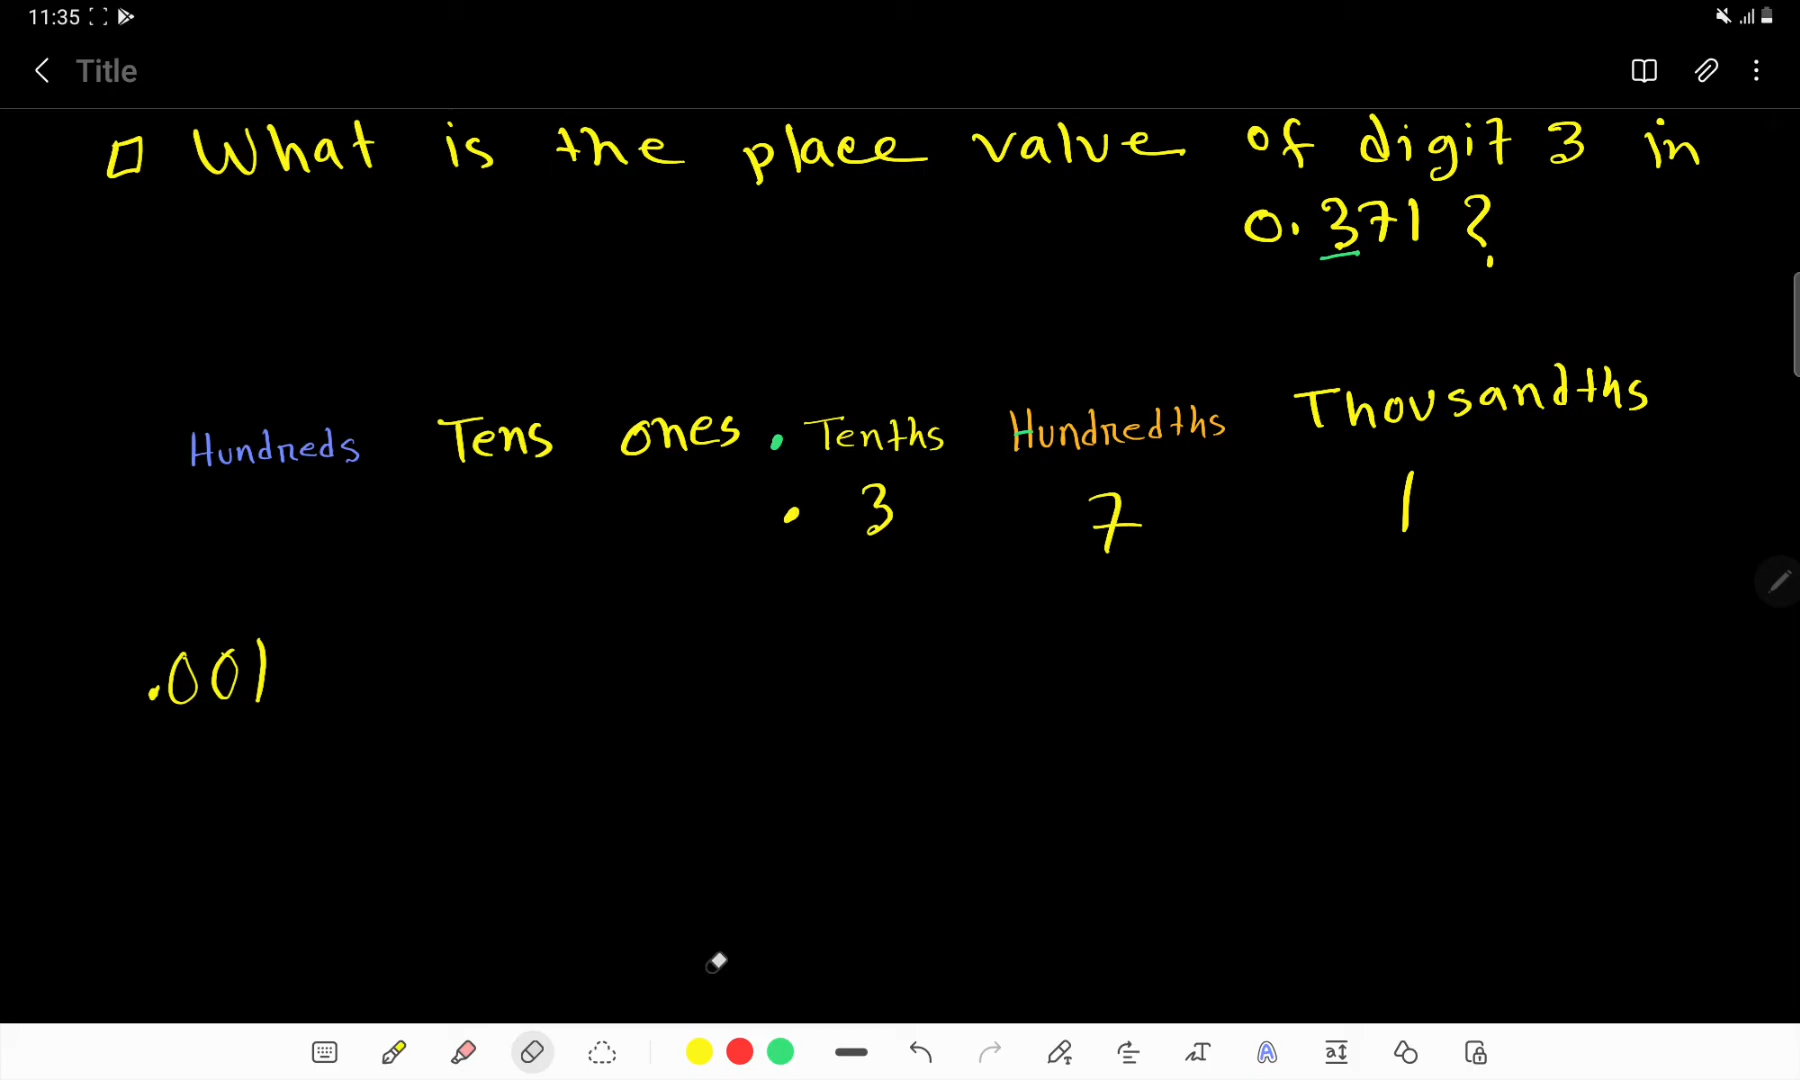 11:35
Title
What is the place value of digit 3 in
0.371 ?
Hundreds Tens ones . Tenths Hundredths Thousandths
. 3 7 1
.001